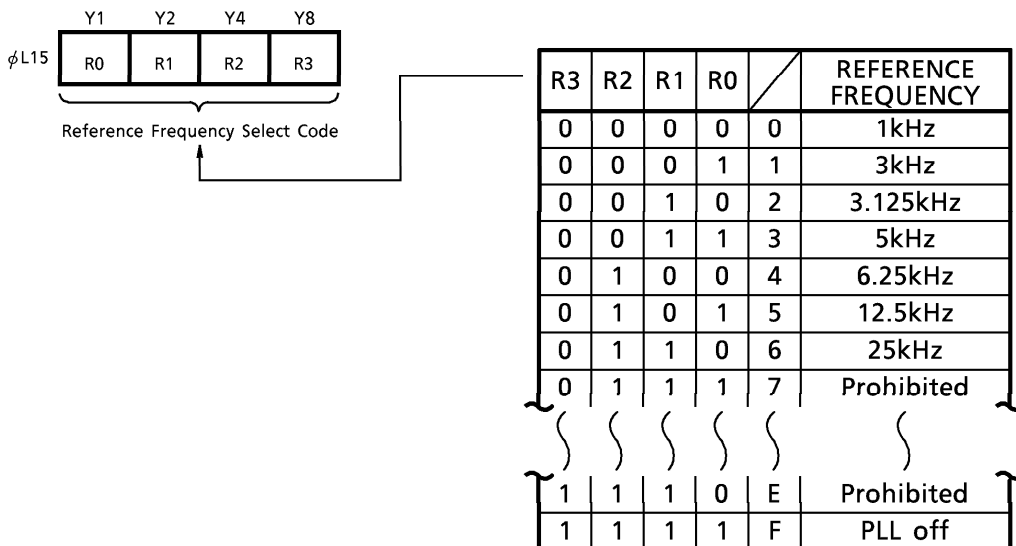 Y1 Y2 Y4 Y8
φL15 R0 R1 R2 R3
Reference Frequency Select Code
R3 R2 R1 R0 REFERENCE FREQUENCY
0 0 0 0 0 1kHz
0 0 0 1 1 3kHz
0 0 1 0 2 3.125kHz
0 0 1 1 3 5kHz
0 1 0 0 4 6.25kHz
0 1 0 1 5 12.5kHz
0 1 1 0 6 25kHz
0 1 1 1 7 Prohibited
1 1 1 0 E Prohibited
1 1 1 1 F PLL off